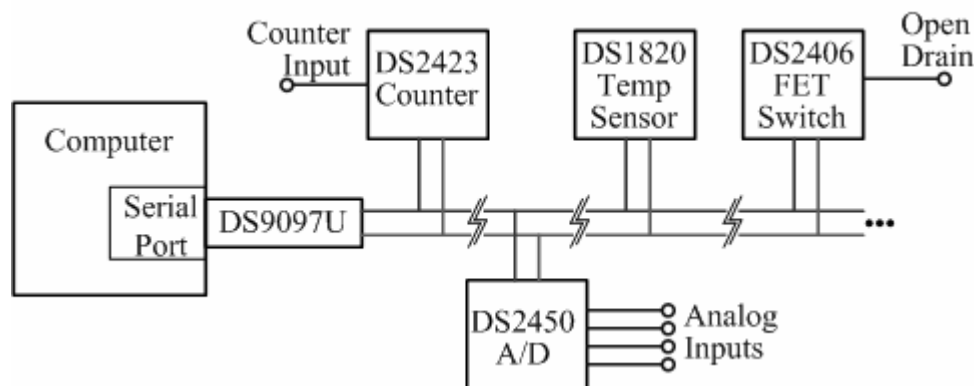 Counter
Input
DS2423
Counter
DS1820
Temp
Sensor
DS2406
FET
Switch
Open
Drain
Computer
Serial
Port
DS9097U
DS2450
A/D
Analog
Inputs